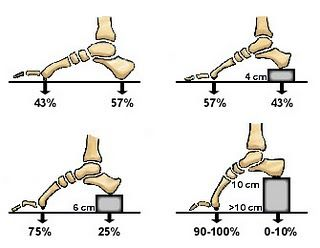 43% 57%
4 cm
57% 43%
6 cm
75% 25%
10 cm
>10 cm
90-100% 0-10%